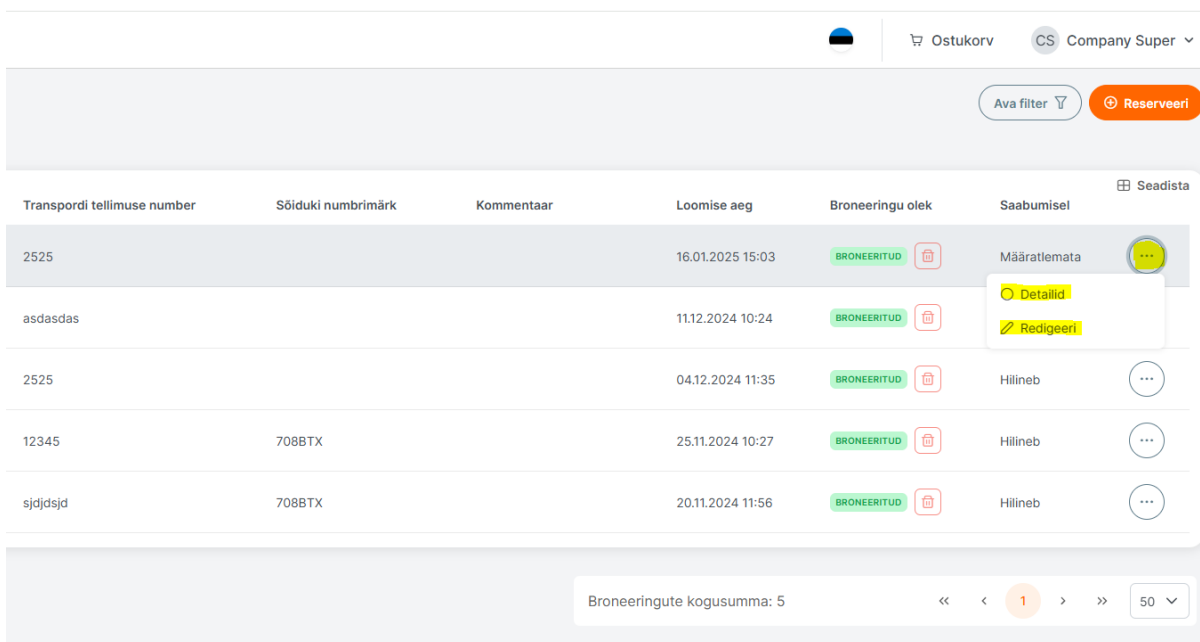 Ostukorv
CS Company Super
Ava filter
Reserveeri
Seadista
Transpordi tellimuse number Sõiduki numbrimärk Kommentaar Loomise aeg Broneeringu olek Saabumisel
2525 16.01.2025 15:03 BRONEERITUD Määratlemata ...
Detailid
asdasdas 11.12.2024 10:24 BRONEERITUD
Redigeeri
2525 04.12.2024 11:35 BRONEERITUD Hilineb ...
12345 708BTX 25.11.2024 10:27 BRONEERITUD Hilineb ...
sjdjdsjd 708BTX 20.11.2024 11:56 BRONEERITUD Hilineb ...
Broneeringute kogusumma: 5 « ‹ 1 › » 50